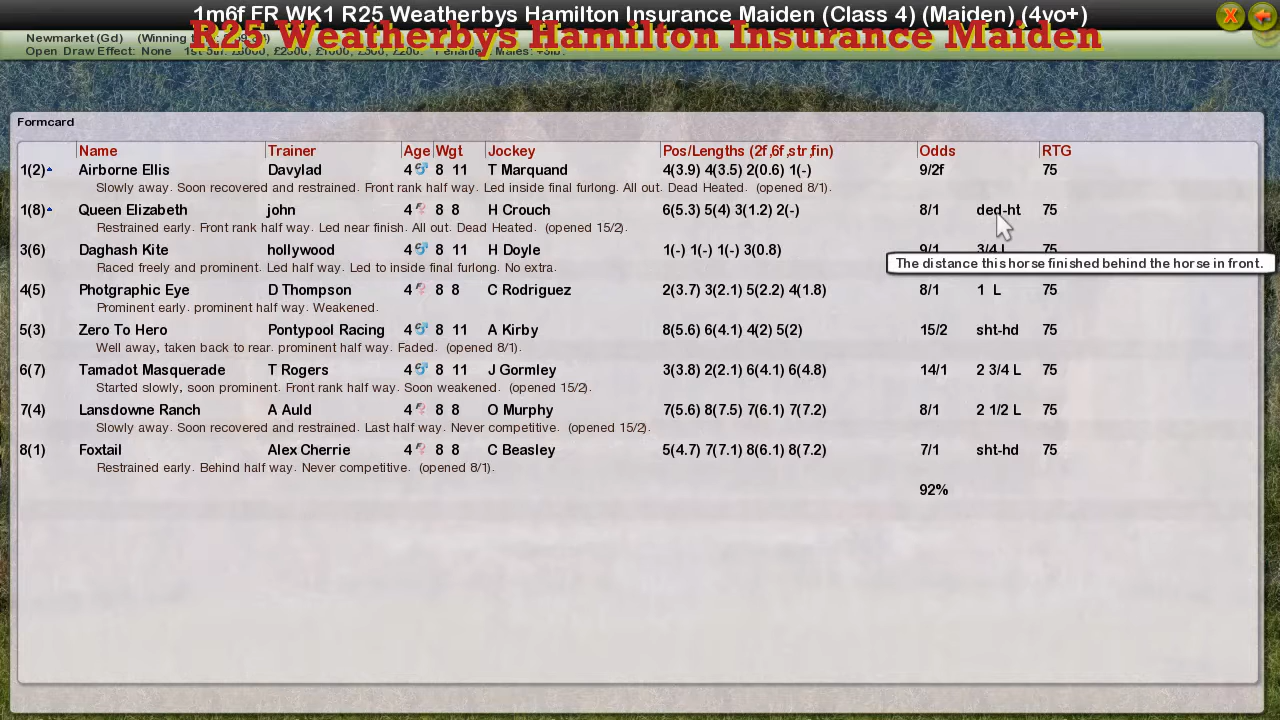 1m6f FR WK1 R25 Weatherbys Hamilton Insurance Maiden (Class 4) (Maiden) (4yo+)
R25 Weatherbys Hamilton Insurance Maiden
Newmarket (Gd) (Winning
Open Draw Effect: None 1st-5th: £5000, £2500, £1000, £500, £200. Penalties: Males: +3lb.
Formcard
Name Trainer Age Wgt Jockey Pos/Lengths (2f,6f,str,fin) Odds RTG
1(2) Airborne Ellis Davylad 4 8 11 T Marquand 4(3.9) 4(3.5) 2(0.6) 1(-) 9/2f 75
Slowly away. Soon recovered and restrained. Front rank half way. Led inside final furlong. All out. Dead Heated. (opened 8/1).
1(8) Queen Elizabeth john 4 8 8 H Crouch 6(5.3) 5(4) 3(1.2) 2(-) 8/1 ded-ht 75
Restrained early. Front rank half way. Led near finish. All out. Dead Heated. (opened 15/2).
3(6) Daghash Kite hollywood 4 8 11 H Doyle 1(-) 1(-) 1(-) 3(0.8) 9/1 3/4 L 75
Raced freely and prominent. Led half way. Led to inside final furlong. No extra.
The distance this horse finished behind the horse in front.
4(5) Photgraphic Eye D Thompson 4 8 8 C Rodriguez 2(3.7) 3(2.1) 5(2.2) 4(1.8) 8/1 1 L 75
Prominent early. prominent half way. Weakened.
5(3) Zero To Hero Pontypool Racing 4 8 11 A Kirby 8(5.6) 6(4.1) 4(2) 5(2) 15/2 sht-hd 75
Well away, taken back to rear. prominent half way. Faded. (opened 8/1).
6(7) Tamadot Masquerade T Rogers 4 8 11 J Gormley 3(3.8) 2(2.1) 6(4.1) 6(4.8) 14/1 2 3/4 L 75
Started slowly, soon prominent. Front rank half way. Soon weakened. (opened 15/2).
7(4) Lansdowne Ranch A Auld 4 8 8 O Murphy 7(5.6) 8(7.5) 7(6.1) 7(7.2) 8/1 2 1/2 L 75
Slowly away. Soon recovered and restrained. Last half way. Never competitive. (opened 15/2).
8(1) Foxtail Alex Cherrie 4 8 8 C Beasley 5(4.7) 7(7.1) 8(6.1) 8(7.2) 7/1 sht-hd 75
Restrained early. Behind half way. Never competitive. (opened 8/1).
92%